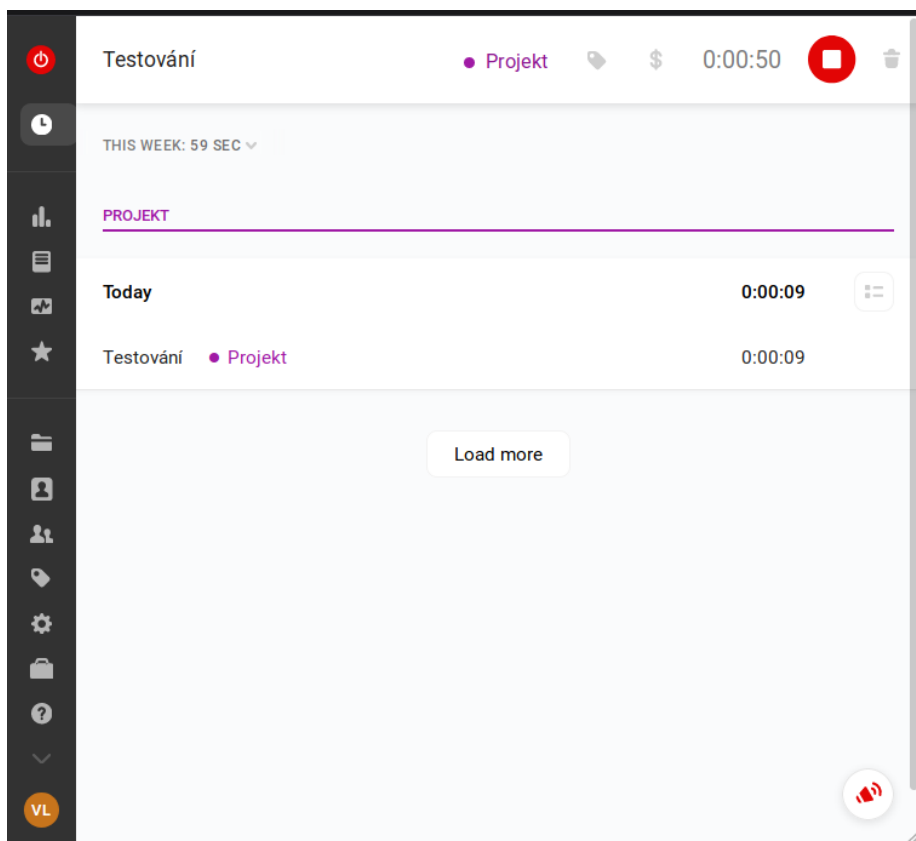 Testování Projekt $ 0:00:50
THIS WEEK: 59 SEC
PROJEKT
Today 0:00:09
Testování Projekt 0:00:09
Load more
VL